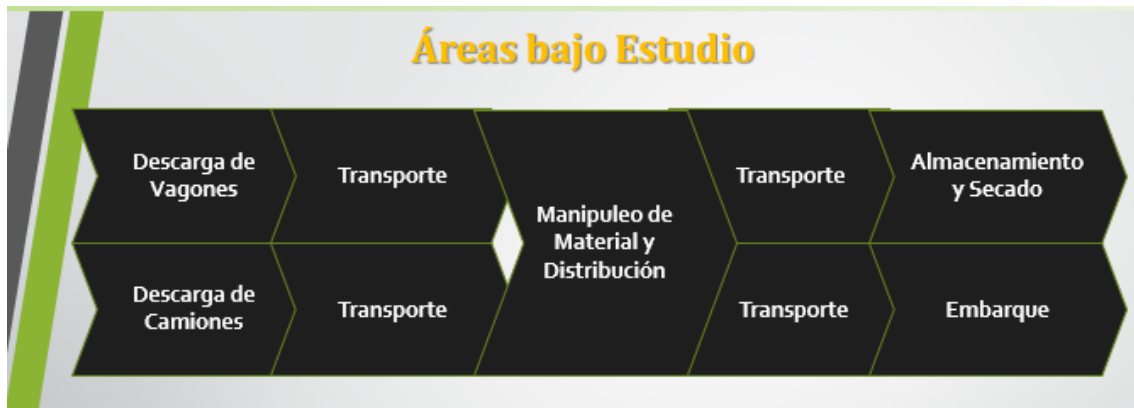 Áreas bajo Estudio
Descarga de
Vagones
Transporte
Manipuleo de
Material y
Distribución
Transporte
Almacenamiento
y Secado
Descarga de
Camiones
Transporte
Transporte
Embarque